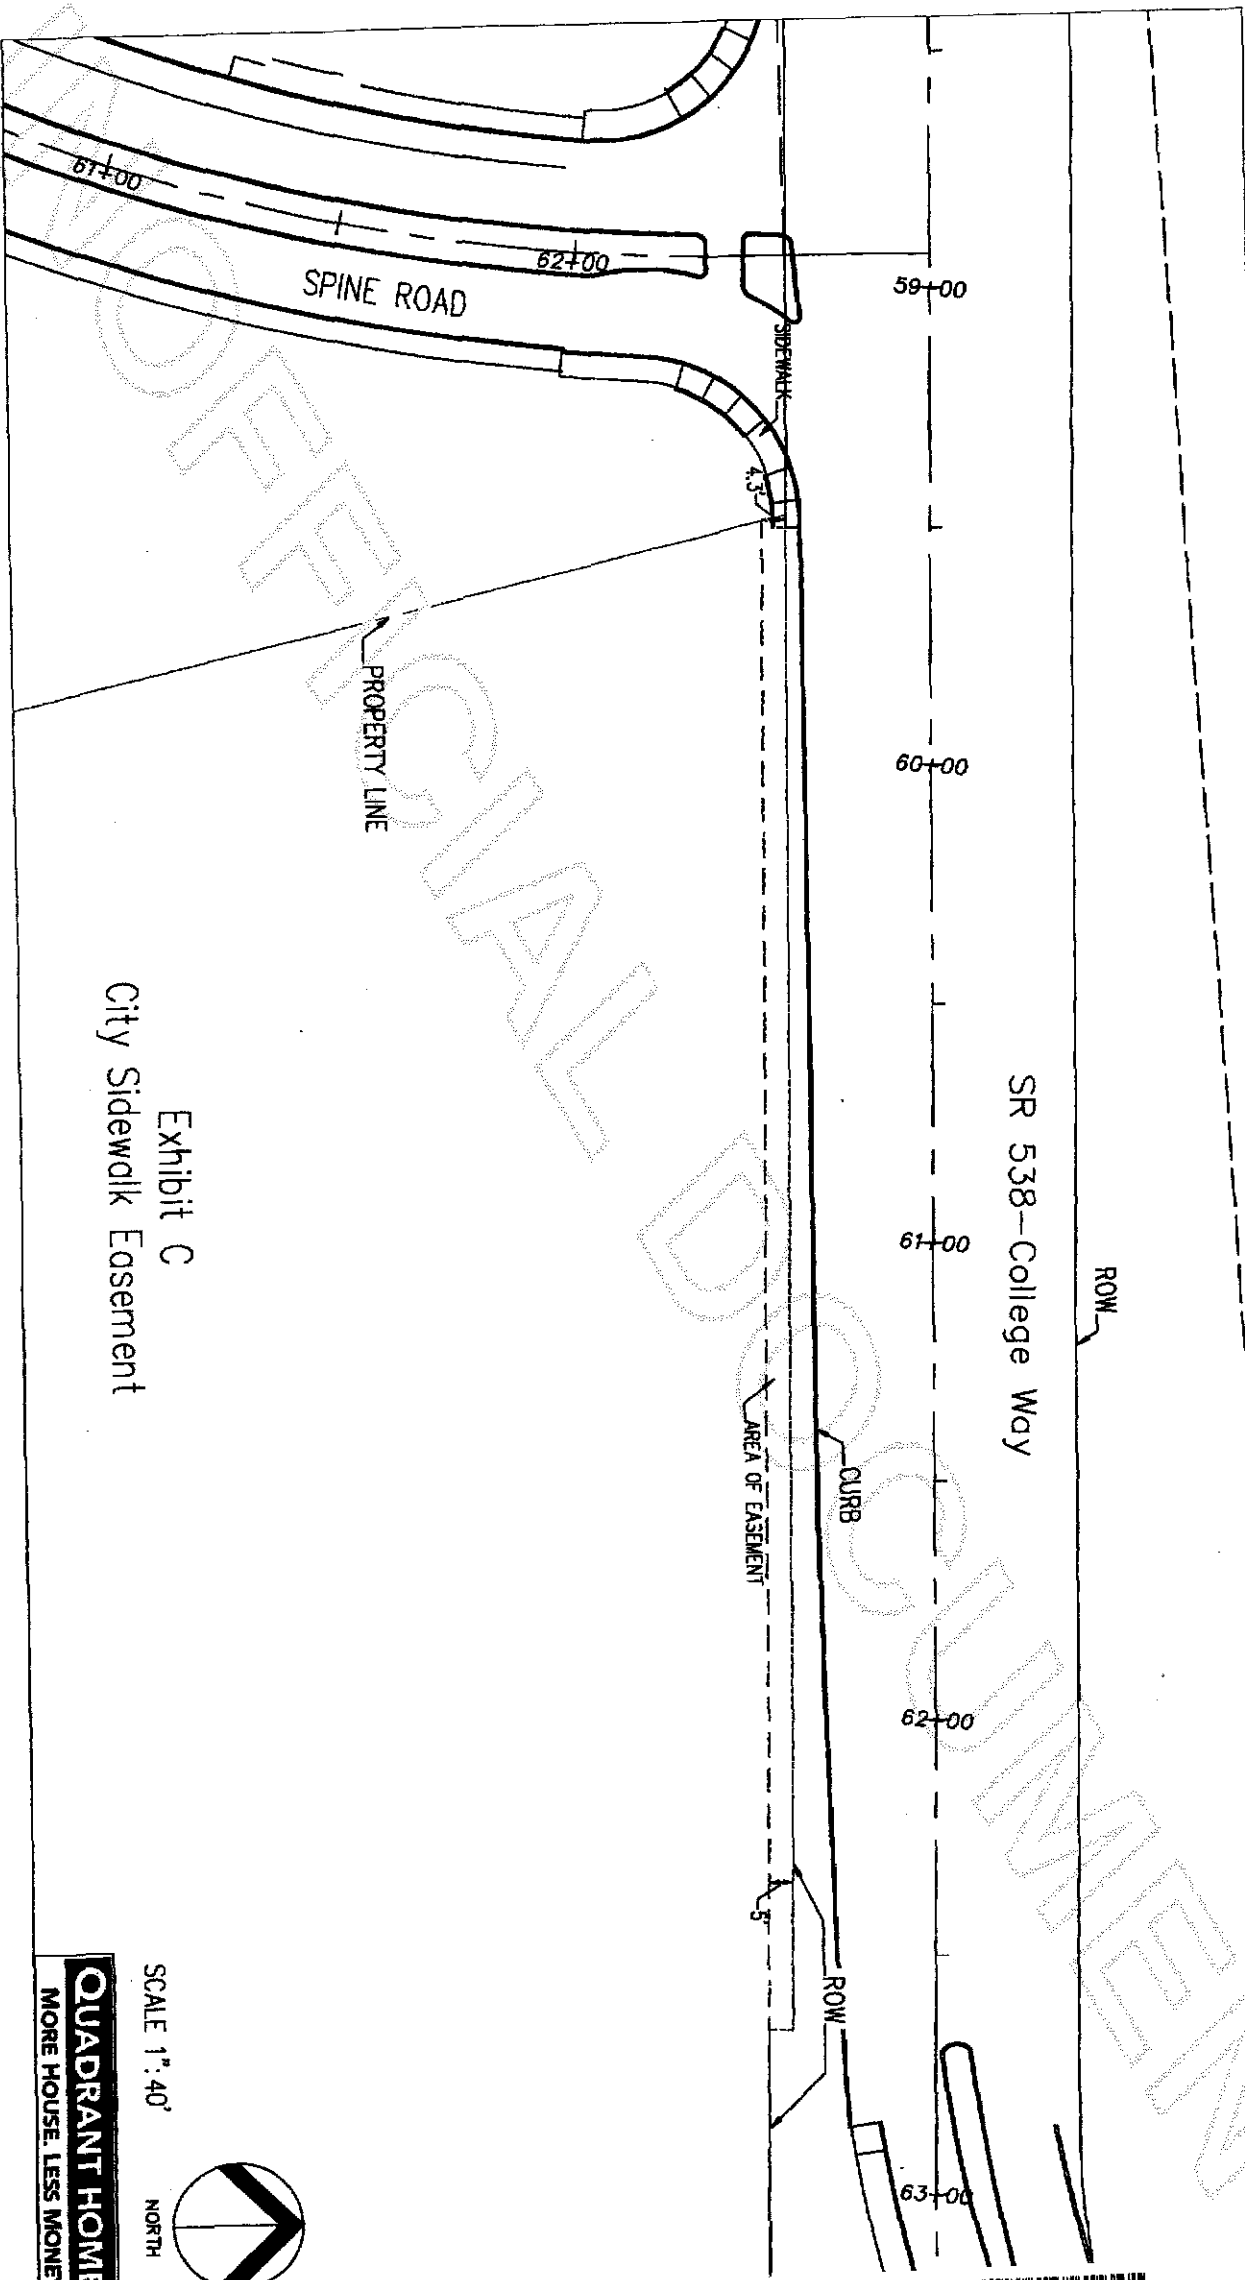 UNOFFICIAL DOCUMEN
61+00
62+00
SPINE ROAD
SIDEWALK
4.3'
PROPERTY LINE
59+00
60+00
61+00
62+00
63+00
SR 538-College Way
ROW
CURB
AREA OF EASEMENT
5'
ROW
Exhibit C
City Sidewalk Easement
SCALE 1":40'
NORTH
QUADRANT HOME
MORE HOUSE. LESS MONEY